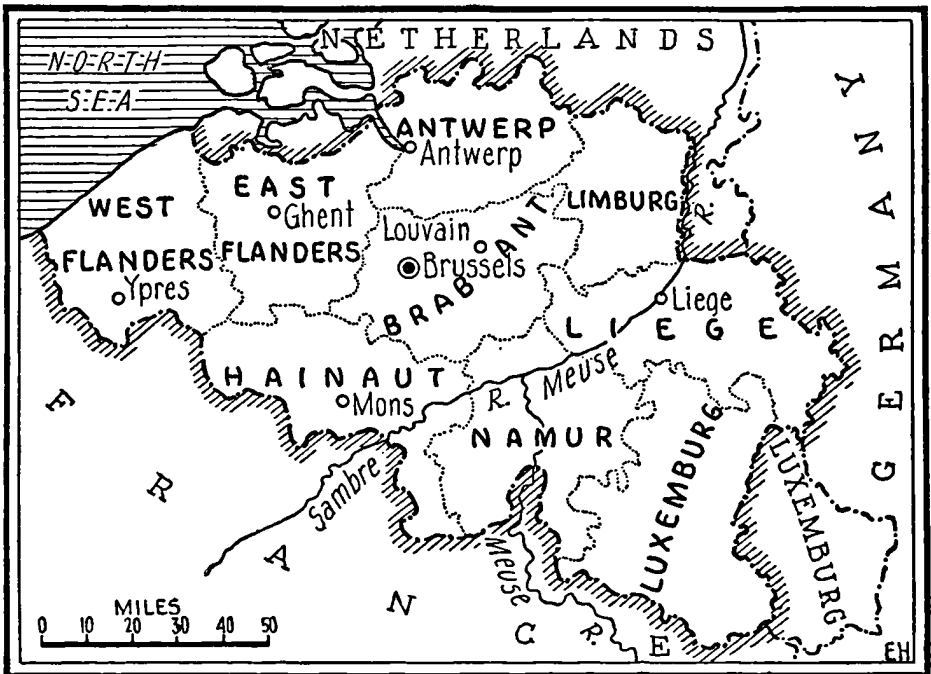 NETHERLANDS
NORTH
SEA
GERMANY
ANTWERP
Antwerp
WEST
FLANDERS
Ypres
EAST
Ghent
FLANDERS
LIMBURG
R.
Louvain
Brussels
BRABANT
Liege
LIEGE
HAINAUT
Mons
R. Meuse
NAMUR
LUXEMBURG
LUXEMBURG
Sambre
Meuse R.
FRANCE
MILES
0 10 20 30 40 50
EH